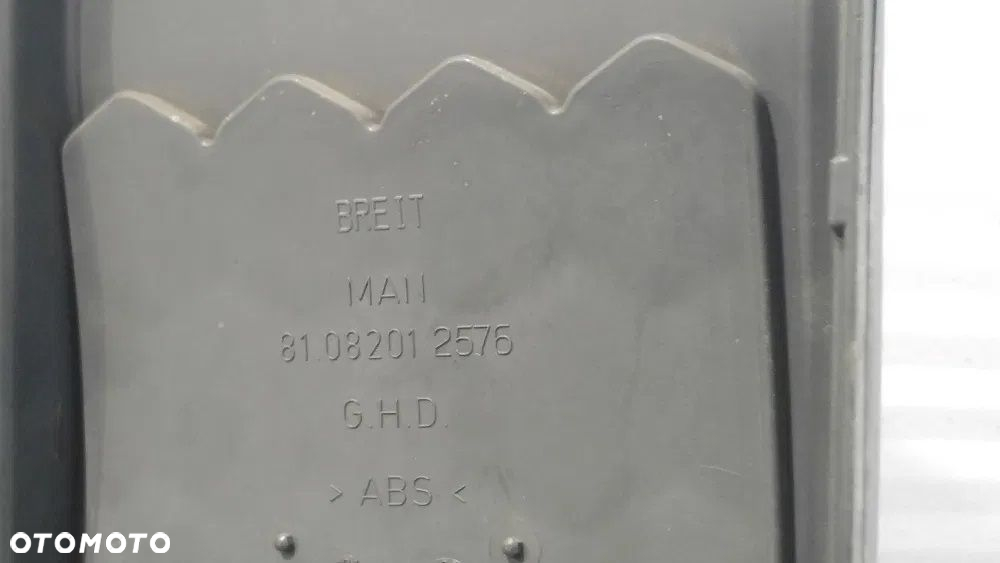 BREIT
MAN
81.08201 2576
G.H.D.
> ABS <
OTOMOTO